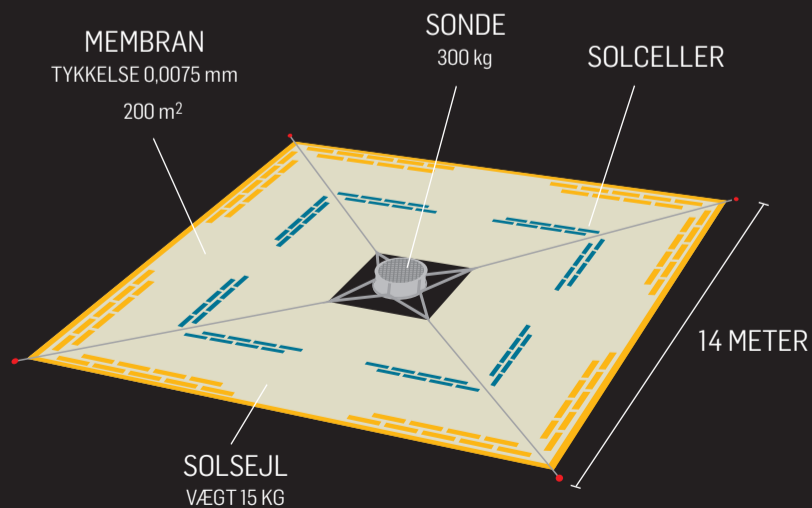 MEMBRAN
TYKKELSE 0,0075 mm
200 m²
SONDE
300 kg
SOLCELLER
14 METER
SOLSEJL
VÆGT 15 KG